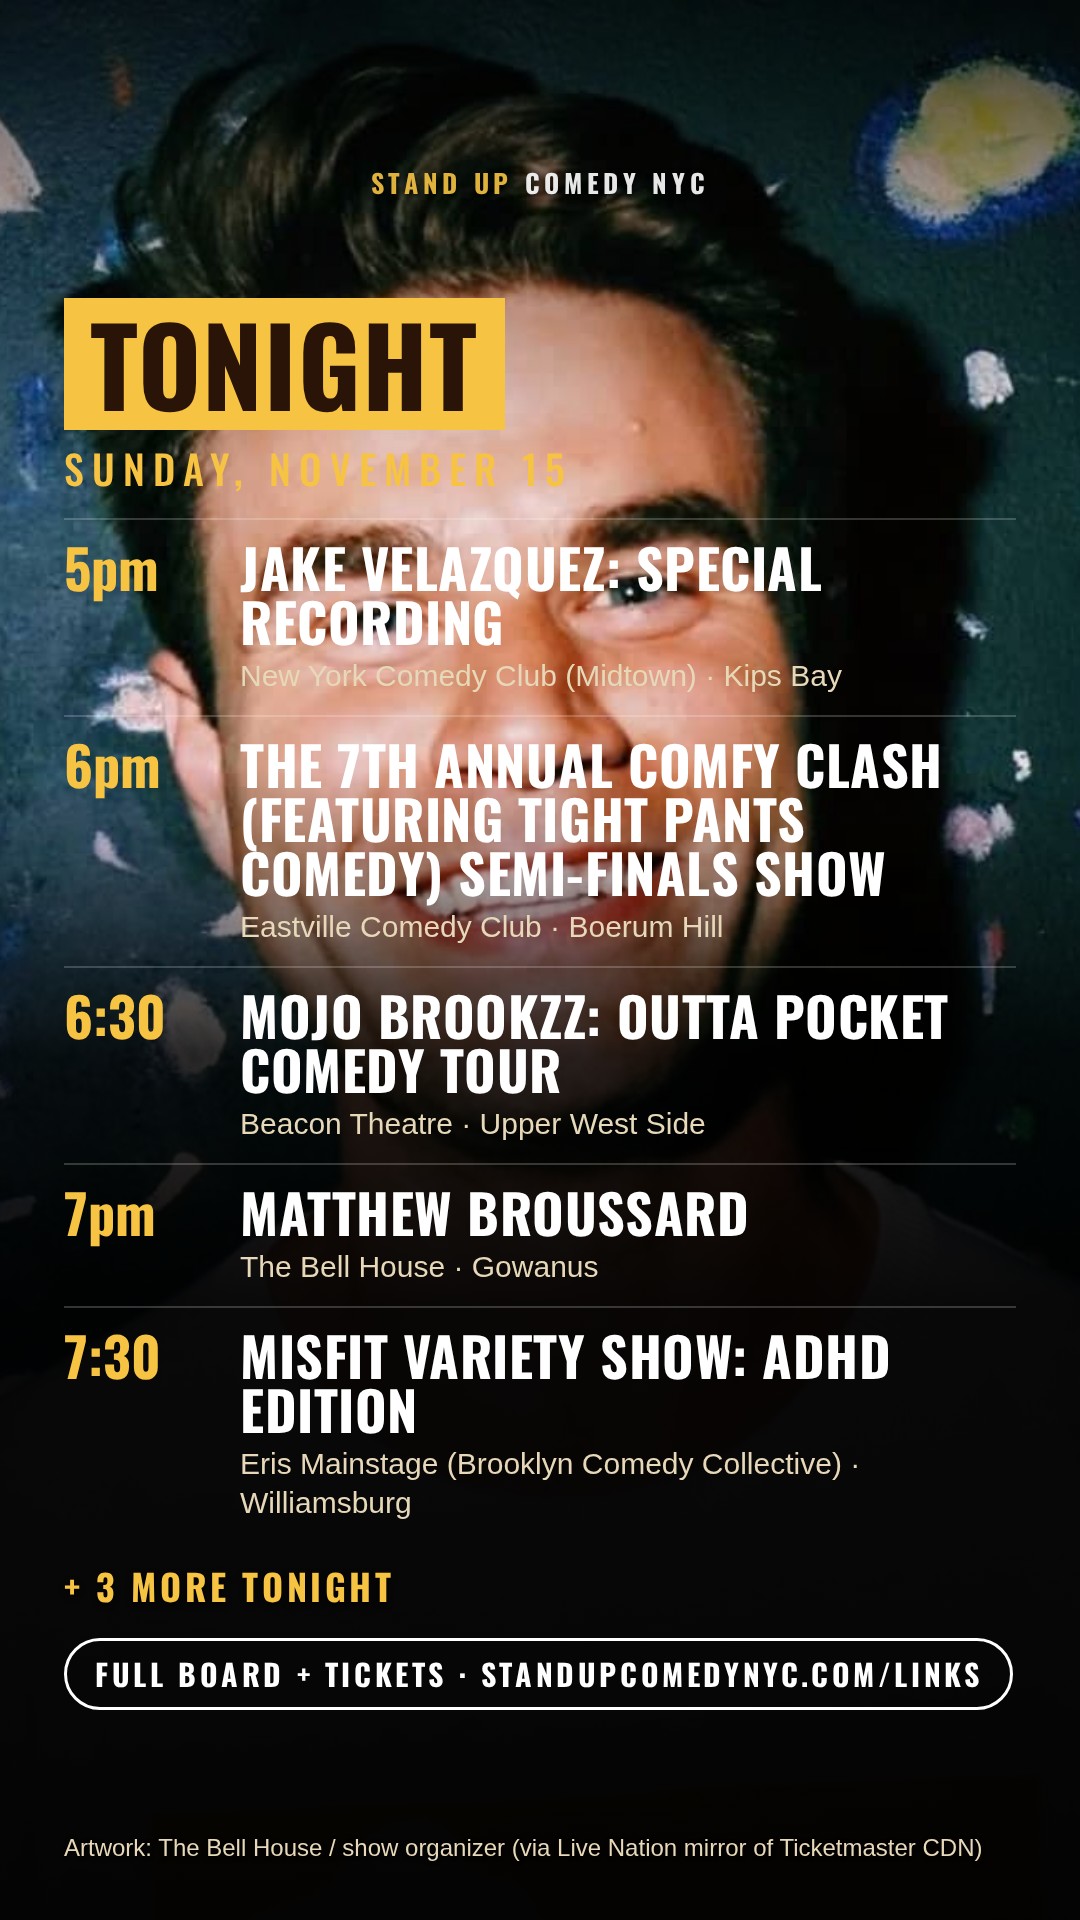 STAND UP COMEDY NYC
TONIGHT
SUNDAY, NOVEMBER 15
5pm
JAKE VELAZQUEZ: SPECIAL
RECORDING
New York Comedy Club (Midtown) · Kips Bay
6pm
THE 7TH ANNUAL COMFY CLASH
(FEATURING TIGHT PANTS
COMEDY) SEMI-FINALS SHOW
Eastville Comedy Club · Boerum Hill
6:30
MOJO BROOKZZ: OUTTA POCKET
COMEDY TOUR
Beacon Theatre · Upper West Side
7pm
MATTHEW BROUSSARD
The Bell House · Gowanus
7:30
MISFIT VARIETY SHOW: ADHD
EDITION
Eris Mainstage (Brooklyn Comedy Collective) ·
Williamsburg
+ 3 MORE TONIGHT
FULL BOARD + TICKETS · STANDUPCOMEDYNYC.COM/LINKS
Artwork: The Bell House / show organizer (via Live Nation mirror of Ticketmaster CDN)